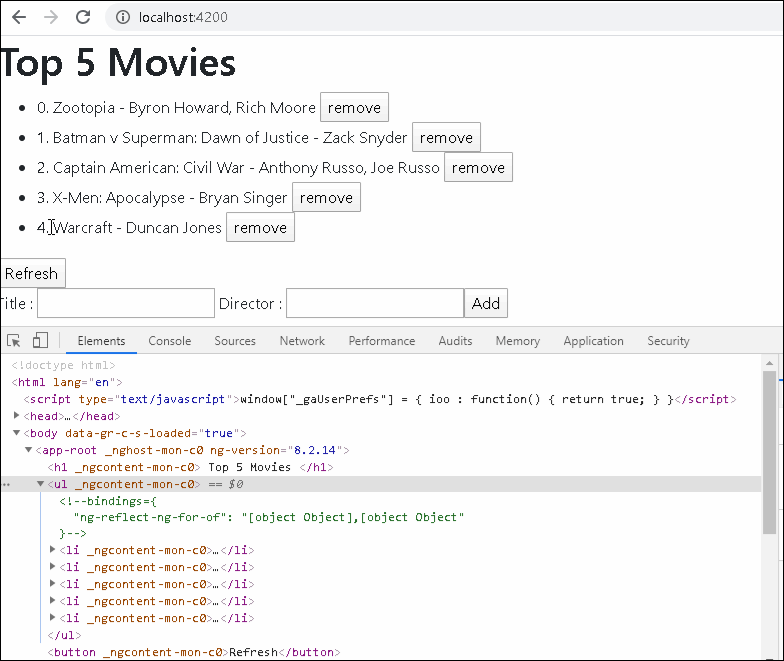 localhost:4200
Top 5 Movies
0. Zootopia - Byron Howard, Rich Moore remove
1. Batman v Superman: Dawn of Justice - Zack Snyder remove
2. Captain American: Civil War - Anthony Russo, Joe Russo remove
3. X-Men: Apocalypse - Bryan Singer remove
4. Warcraft - Duncan Jones remove
Refresh
Title : Director : Add
Elements Console Sources Network Performance Audits Memory Application Security
<!doctype html>
<html lang="en">
<script type="text/javascript">window["_gaUserPrefs"] = { ioo : function() { return true; } }</script>
<head>…</head>
<body data-gr-c-s-loaded="true">
<app-root _nghost-mon-c0 ng-version="8.2.14">
<h1 _ngcontent-mon-c0> Top 5 Movies </h1>
… <ul _ngcontent-mon-c0> == $0
<!--bindings={
"ng-reflect-ng-for-of": "[object Object],[object Object"
}-->
<li _ngcontent-mon-c0>…</li>
<li _ngcontent-mon-c0>…</li>
<li _ngcontent-mon-c0>…</li>
<li _ngcontent-mon-c0>…</li>
<li _ngcontent-mon-c0>…</li>
</ul>
<button _ngcontent-mon-c0>Refresh</button>